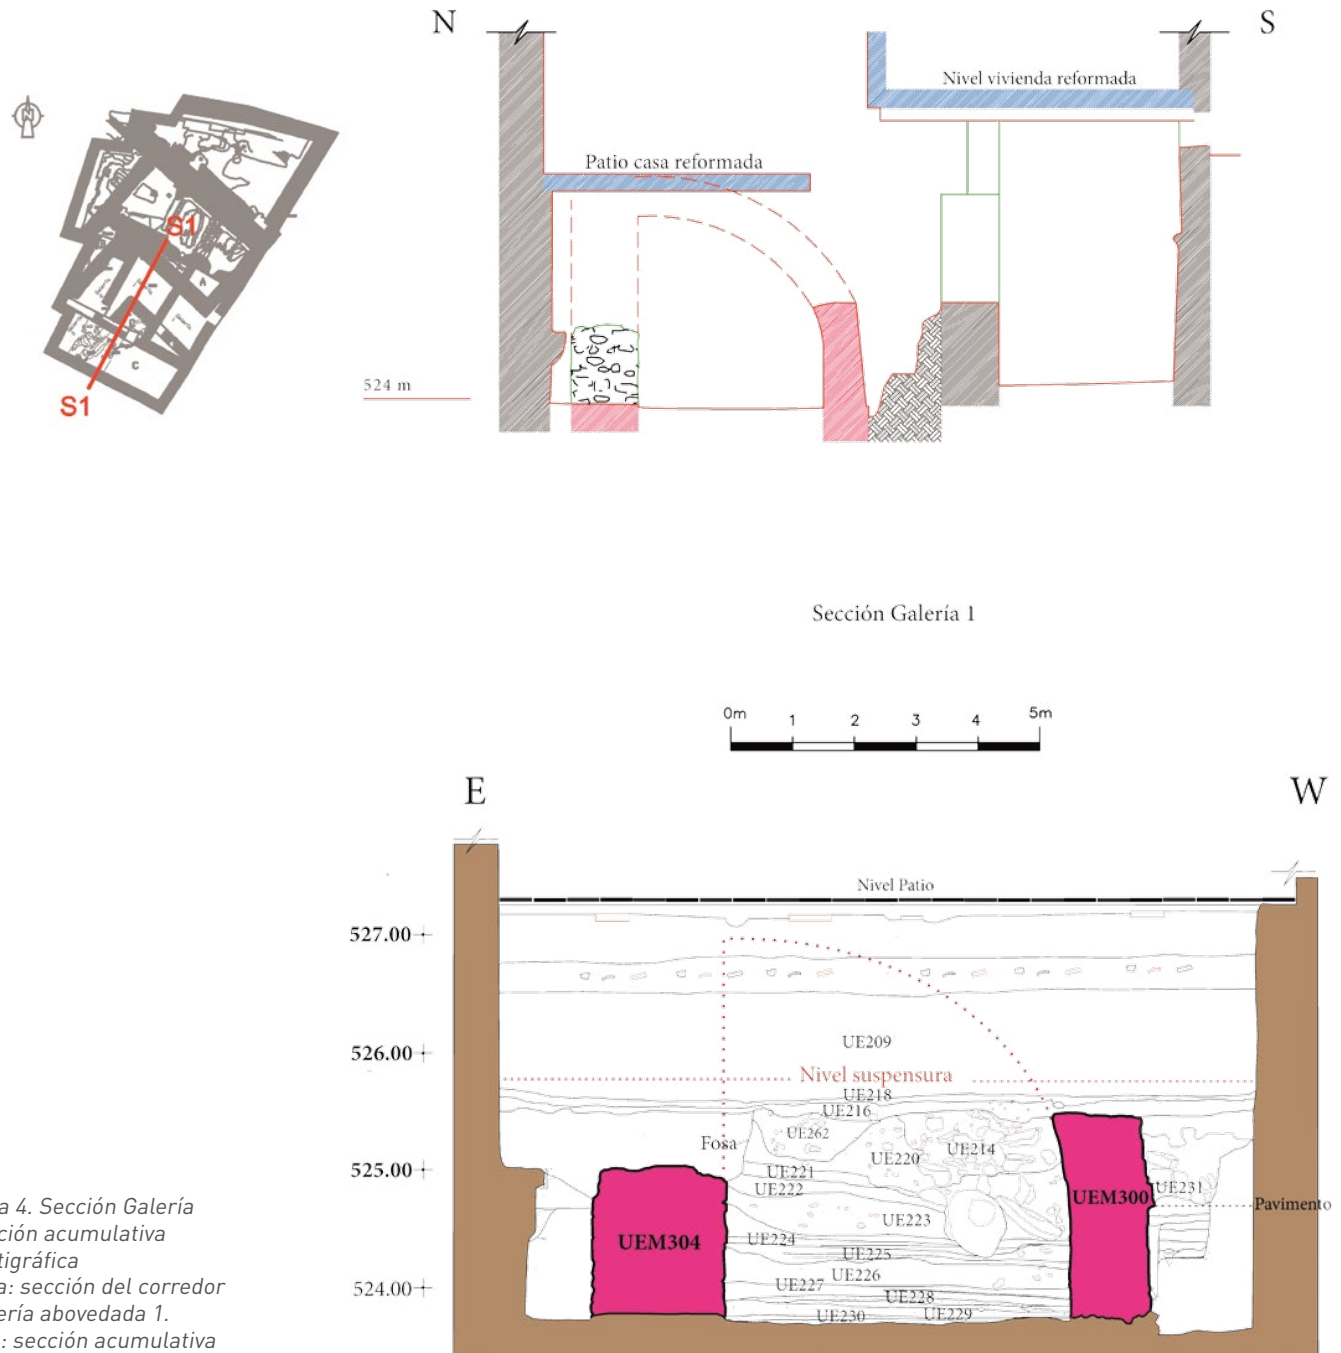 N
S
Nivel vivienda reformada
Patio casa reformada
N
S1
A
C
S1
524 m
Sección Galería 1
0m 1 2 3 4 5m
E
W
Nivel Patio
527.00
526.00
UE209
Nivel suspensura
UE218
UE216
Fosa
UE262
UE220
UE214
525.00
UE221
UE222
UE231
UEM300
Pavimento
UE223
UEM304
UE224
UE225
UE226
UE227
524.00
UE228
UE230
UE229
a 4. Sección Galería
ción acumulativa
tigráfica
a: sección del corredor
ería abovedada 1.
: sección acumulativa